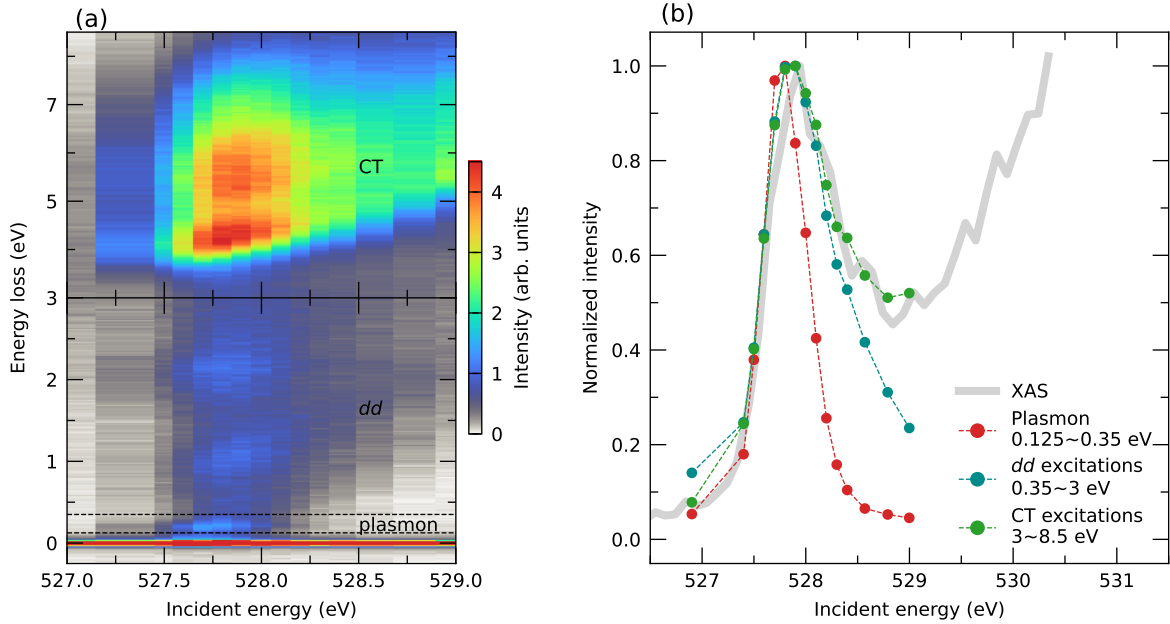 (a)
Energy loss (eV)
7
5
3
2
1
0
CT
dd
plasmon
527.0 527.5 528.0 528.5 529.0
Incident energy (eV)
4
3
2
1
0
Intensity (arb. units)
(b)
Normalized intensity
1.0
0.8
0.6
0.4
0.2
0.0
XAS
Plasmon
0.125~0.35 eV
dd excitations
0.35~3 eV
CT excitations
3~8.5 eV
527 528 529 530 531
Incident energy (eV)